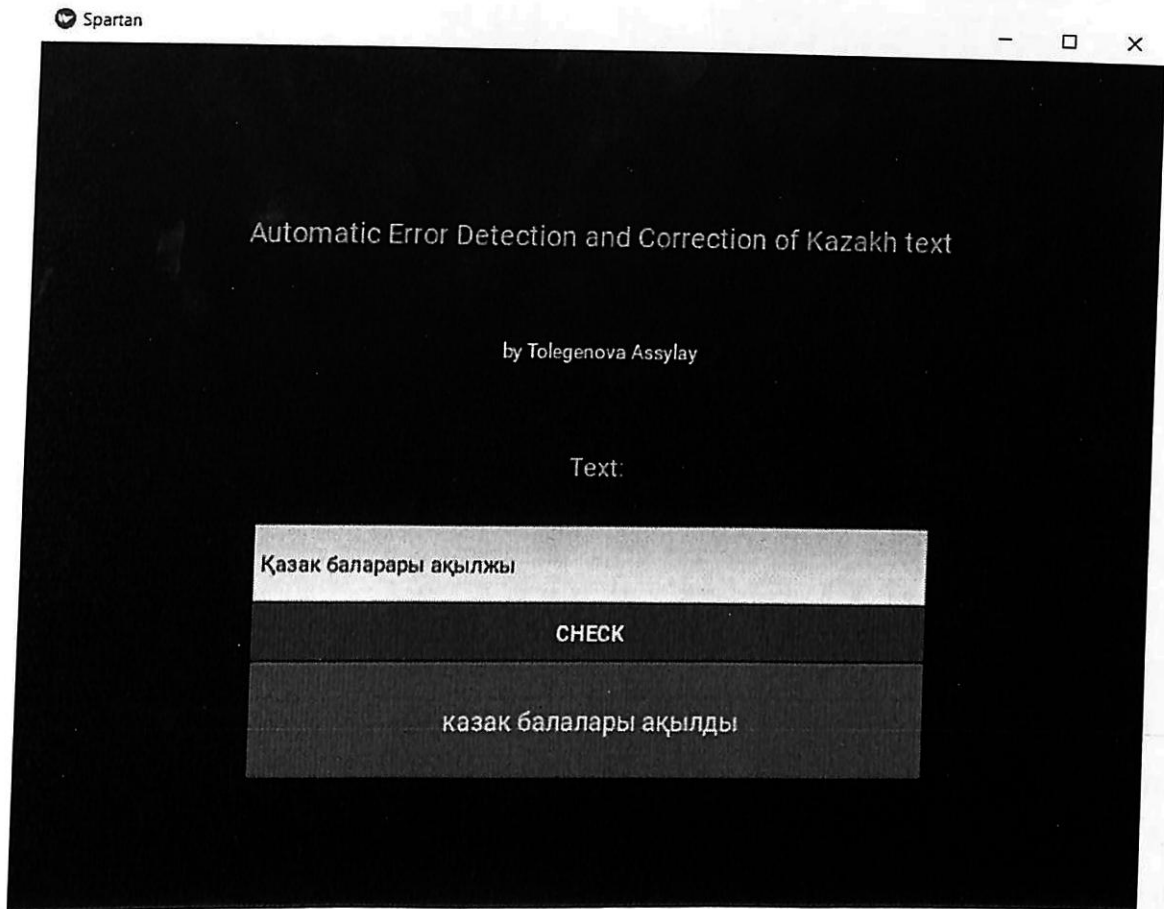 Spartan
Automatic Error Detection and Correction of Kazakh text
by Tolegenova Assylay
Text:
Қазак баларары ақылжы
CHECK
казак балалары ақылды